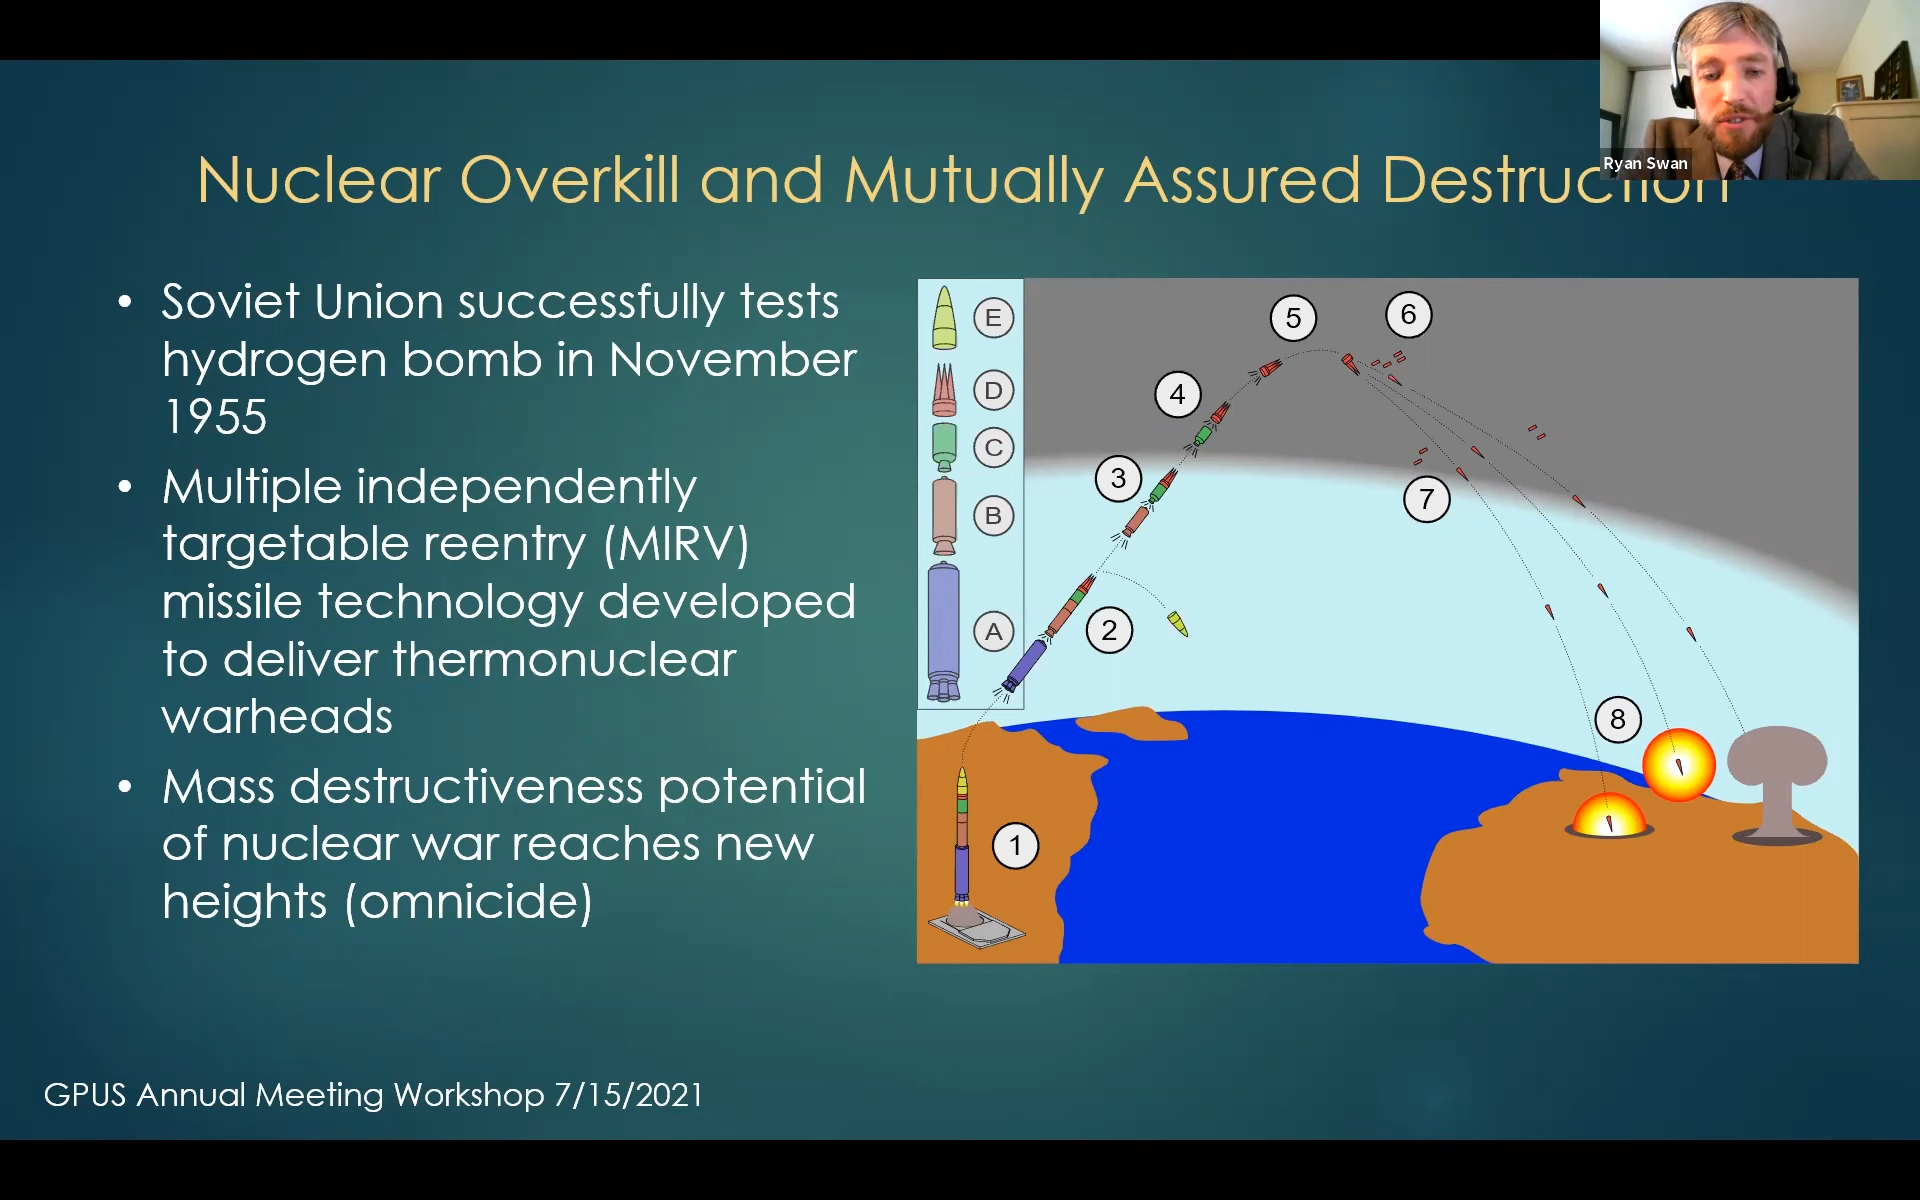 Ryan Swan
Nuclear Overkill and Mutually Assured Destruction
• Soviet Union successfully tests
hydrogen bomb in November
1955
• Multiple independently
targetable reentry (MIRV)
missile technology developed
to deliver thermonuclear
warheads
• Mass destructiveness potential
of nuclear war reaches new
heights (omnicide)
E
D
C
B
A
1
2
3
4
5
6
7
8
GPUS Annual Meeting Workshop 7/15/2021